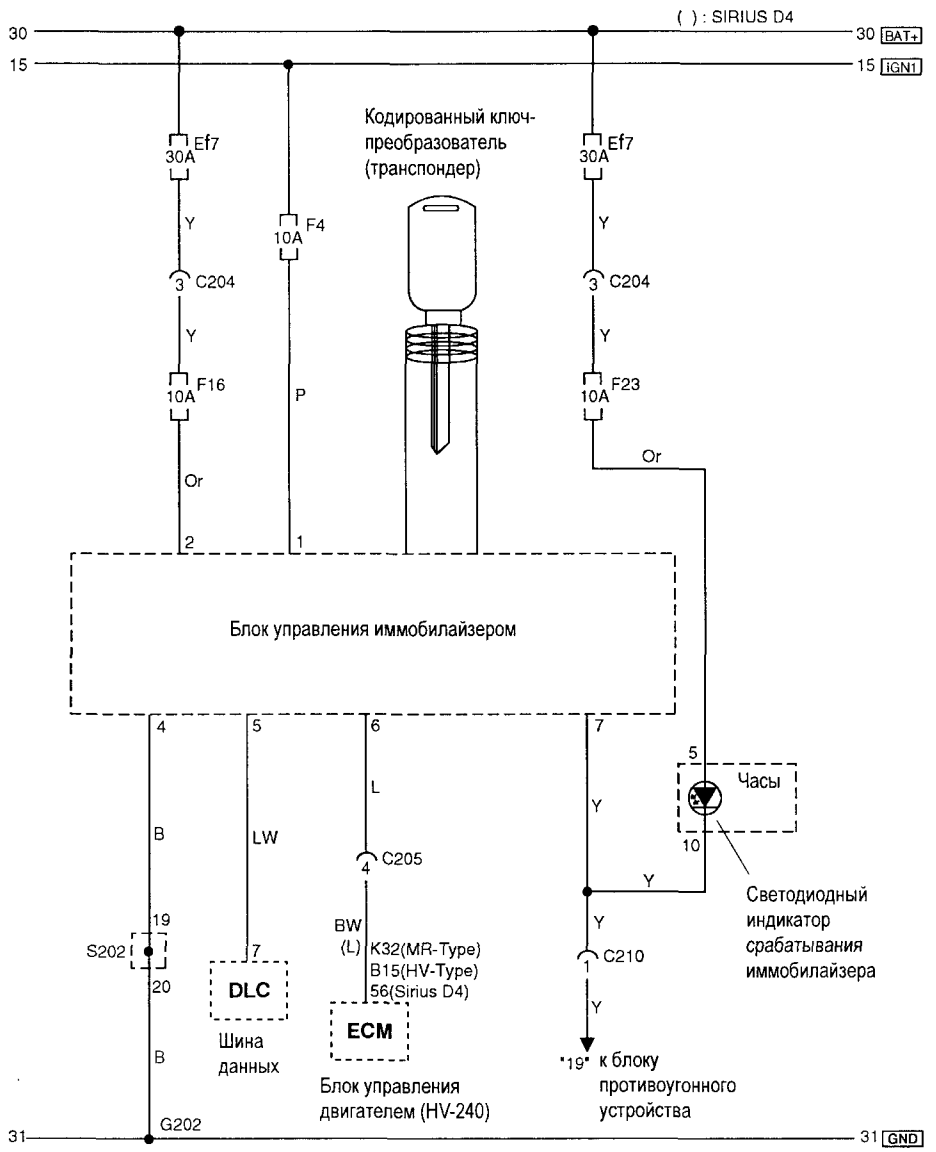 ( ) : SIRIUS D4
30
30 BAT+
15
15 iGN1
Кодированный ключ-
преобразователь
(транспондер)
Ef7
30A
Ef7
30A
Y
F4
10A
Y
3 C204
3 C204
Y
Y
F16
10A
P
F23
10A
Or
Or
2
1
Блок управления иммобилайзером
4
5
6
7
5
Часы
L
Y
B
LW
10
C205
4
Y
Светодиодный
индикатор
срабатывания
иммобилайзера
19
BW
(L)
Y
S202
7
K32(MR-Type)
B15(HV-Type)
56(Sirius D4)
C210
1
20
DLC
Y
ECM
Шина
данных
B
"19" к блоку
противоугонного
устройства
Блок управления
двигателем (HV-240)
G202
31
31 GND